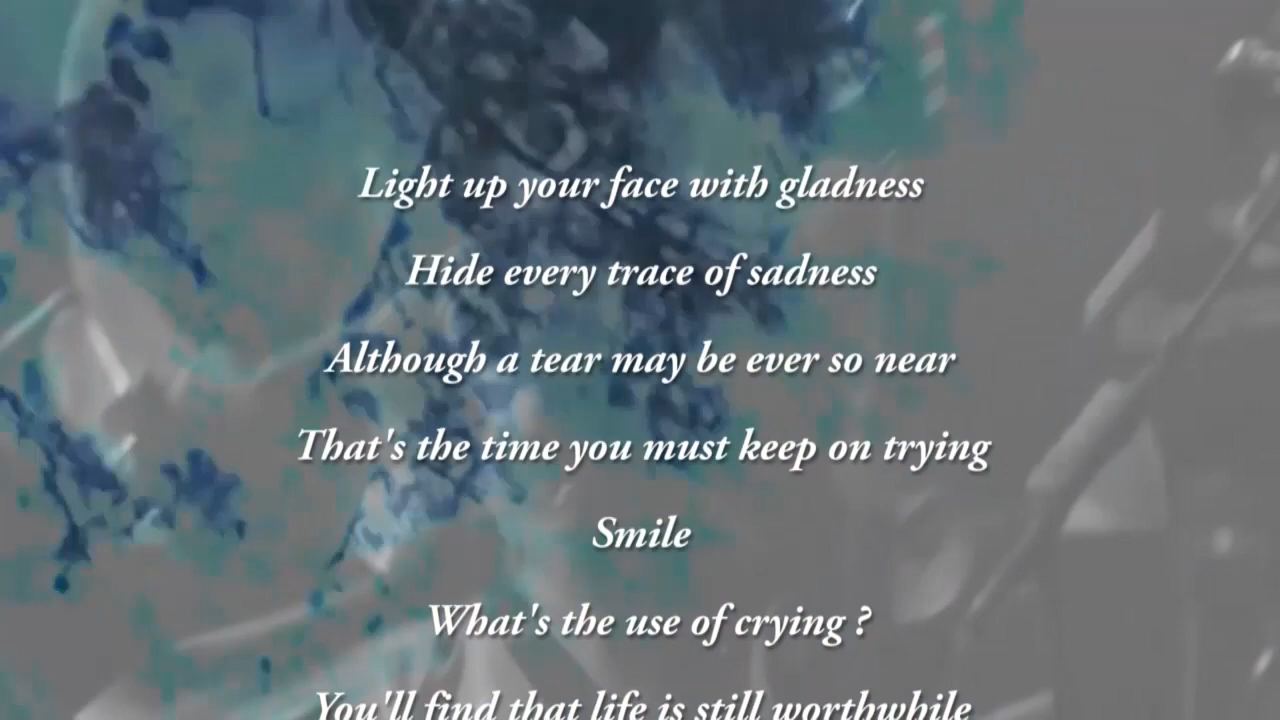 Light up your face with gladness
Hide every trace of sadness
Although a tear may be ever so near
That's the time you must keep on trying
Smile
What's the use of crying ?
You'll find that life is still worthwhile